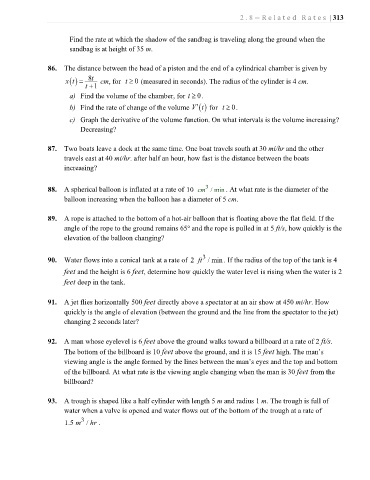 2.8 – Related Rates | 313
Find the rate at which the shadow of the sandbag is traveling along the ground when the
sandbag is at height of 35 m.
86. The distance between the head of a piston and the end of a cylindrical chamber is given by
x(t) = 8t/(t+1) cm, for t ≥ 0 (measured in seconds). The radius of the cylinder is 4 cm.
a) Find the volume of the chamber, for t ≥ 0.
b) Find the rate of change of the volume V′(t) for t ≥ 0.
c) Graph the derivative of the volume function. On what intervals is the volume increasing?
Decreasing?
87. Two boats leave a dock at the same time. One boat travels south at 30 mi/hr and the other
travels east at 40 mi/hr. after half an hour, how fast is the distance between the boats
increasing?
88. A spherical balloon is inflated at a rate of 10 cm³ / min. At what rate is the diameter of the
balloon increasing when the balloon has a diameter of 5 cm.
89. A rope is attached to the bottom of a hot-air balloon that is floating above the flat field. If the
angle of the rope to the ground remains 65° and the rope is pulled in at 5 ft/s, how quickly is the
elevation of the balloon changing?
90. Water flows into a conical tank at a rate of 2 ft³ / min. If the radius of the top of the tank is 4
feet and the height is 6 feet, determine how quickly the water level is rising when the water is 2
feet deep in the tank.
91. A jet flies horizontally 500 feet directly above a spectator at an air show at 450 mi/hr. How
quickly is the angle of elevation (between the ground and the line from the spectator to the jet)
changing 2 seconds later?
92. A man whose eyelevel is 6 feet above the ground walks toward a billboard at a rate of 2 ft/s.
The bottom of the billboard is 10 feet above the ground, and it is 15 feet high. The man's
viewing angle is the angle formed by the lines between the man's eyes and the top and bottom
of the billboard. At what rate is the viewing angle changing when the man is 30 feet from the
billboard?
93. A trough is shaped like a half cylinder with length 5 m and radius 1 m. The trough is full of
water when a valve is opened and water flows out of the bottom of the trough at a rate of
1.5 m³ / hr.